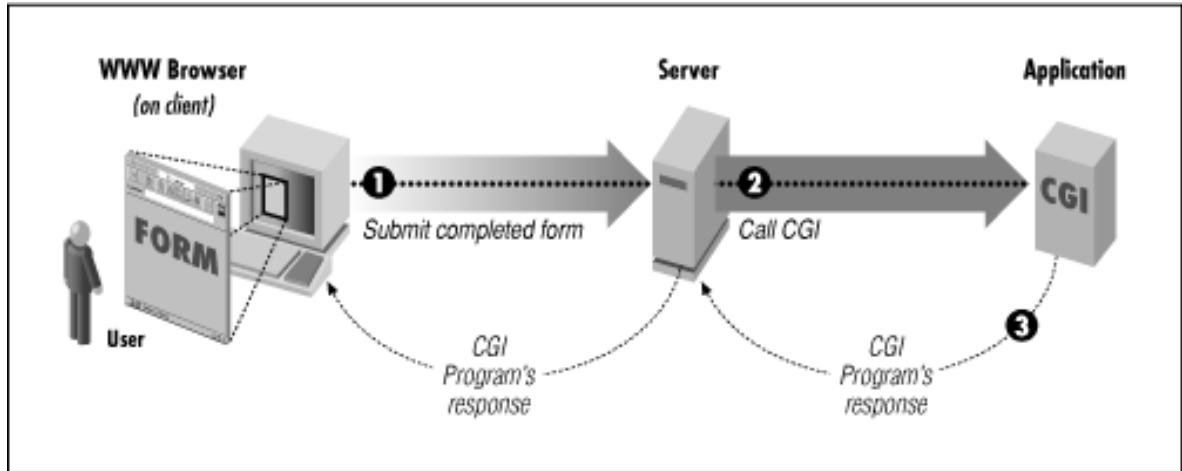 WWW Browser
(on client)
Server
Application
1
2
CGI
FORM
Submit completed form
Call CGI
3
User
CGI
Program's
response
CGI
Program's
response